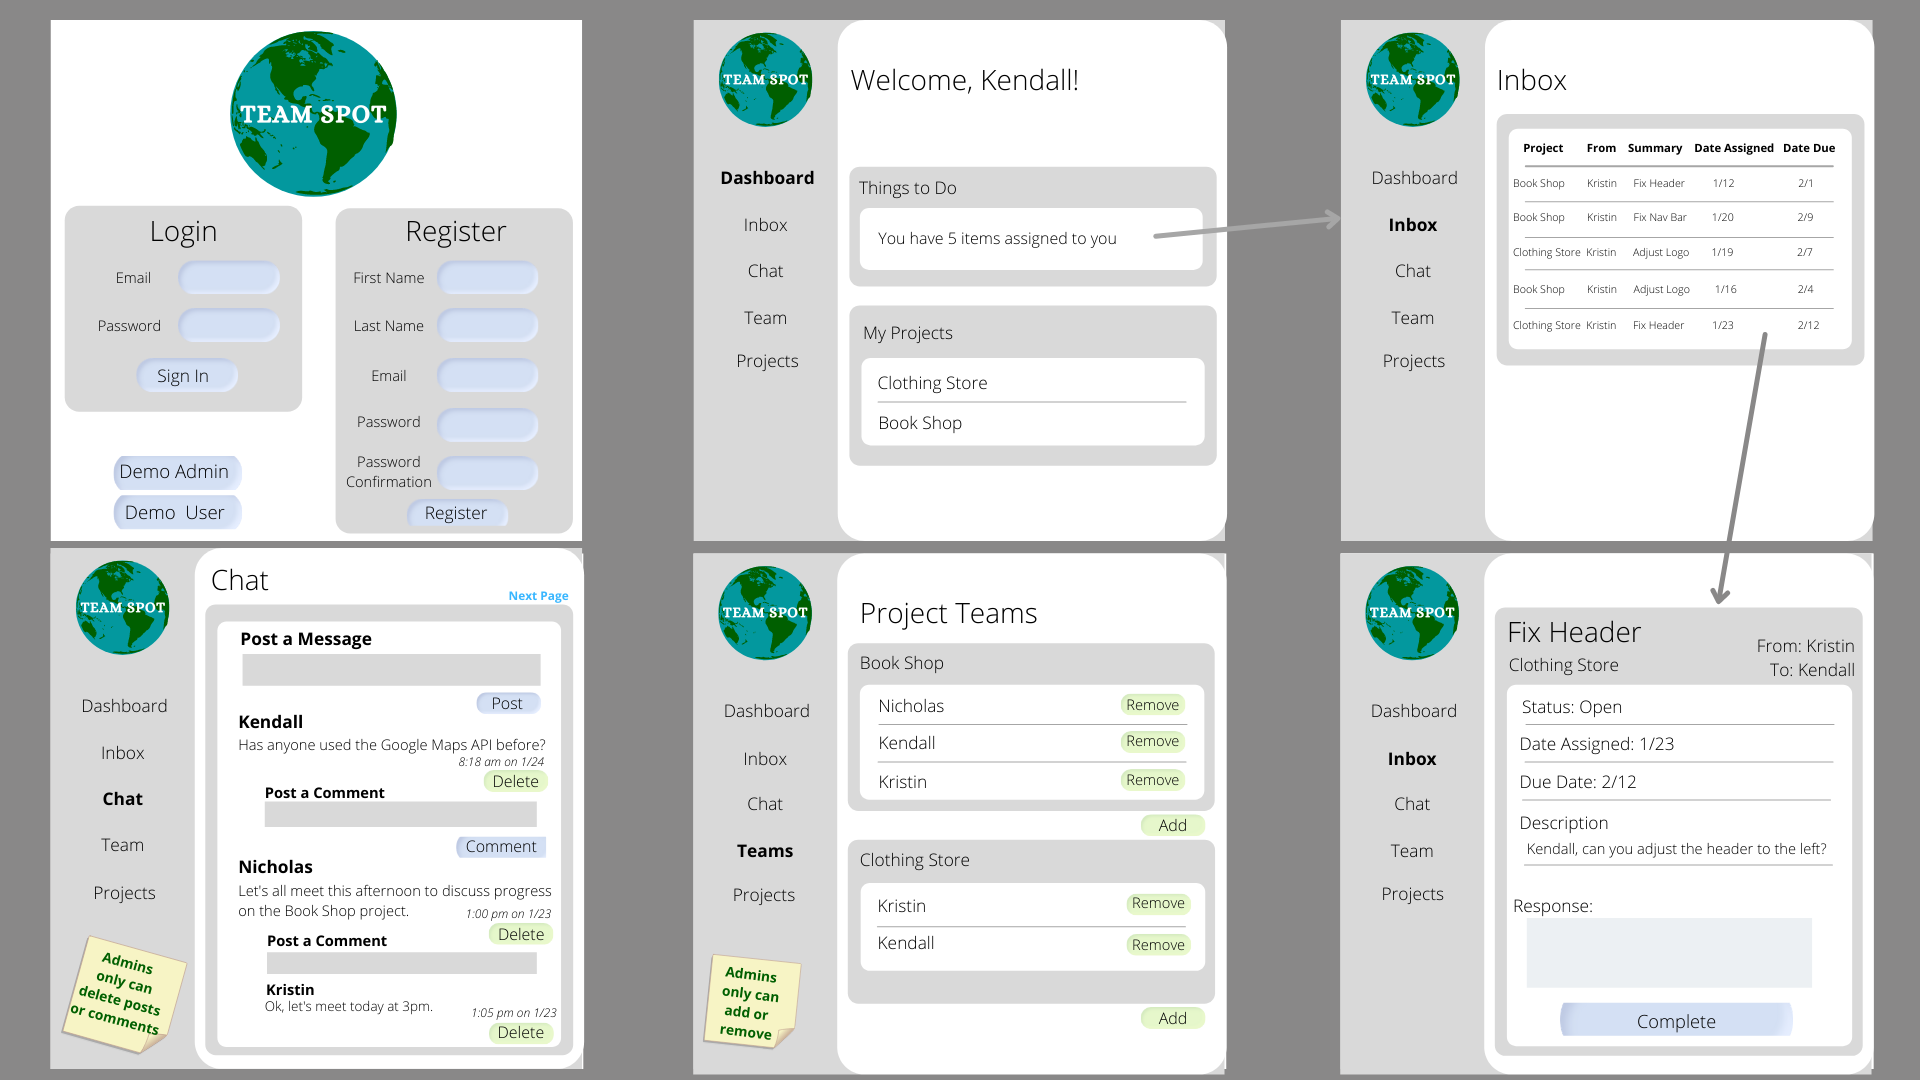 TEAM SPOT
Login
Email
Password
Sign In
Demo Admin
Demo User
Register
First Name
Last Name
Email
Password
Password
Confirmation
Register
TEAM SPOT
Dashboard
Inbox
Chat
Team
Projects
Welcome, Kendall!
Things to Do
You have 5 items assigned to you
My Projects
Clothing Store
Book Shop
TEAM SPOT
Dashboard
Inbox
Chat
Team
Projects
Inbox
Project From Summary Date Assigned Date Due
Book Shop Kristin Fix Header 1/12 2/1
Book Shop Kristin Fix Nav Bar 1/20 2/9
Clothing Store Kristin Adjust Logo 1/19 2/7
Book Shop Kristin Adjust Logo 1/16 2/4
Clothing Store Kristin Fix Header 1/23 2/12
TEAM SPOT
Dashboard
Inbox
Chat
Team
Projects
Admins
only can
delete posts
or comments
Chat
Next Page
Post a Message
Post
Kendall
Has anyone used the Google Maps API before?
8:18 am on 1/24
Delete
Post a Comment
Comment
Nicholas
Let's all meet this afternoon to discuss progress
on the Book Shop project.
1:00 pm on 1/23
Delete
Post a Comment
Kristin
Ok, let's meet today at 3pm.
1:05 pm on 1/23
Delete
TEAM SPOT
Dashboard
Inbox
Chat
Teams
Projects
Admins
only can
add or
remove
Project Teams
Book Shop
Nicholas Remove
Kendall Remove
Kristin Remove
Add
Clothing Store
Kristin Remove
Kendall Remove
Add
TEAM SPOT
Dashboard
Inbox
Chat
Team
Projects
Fix Header
Clothing Store
From: Kristin
To: Kendall
Status: Open
Date Assigned: 1/23
Due Date: 2/12
Description
Kendall, can you adjust the header to the left?
Response:
Complete